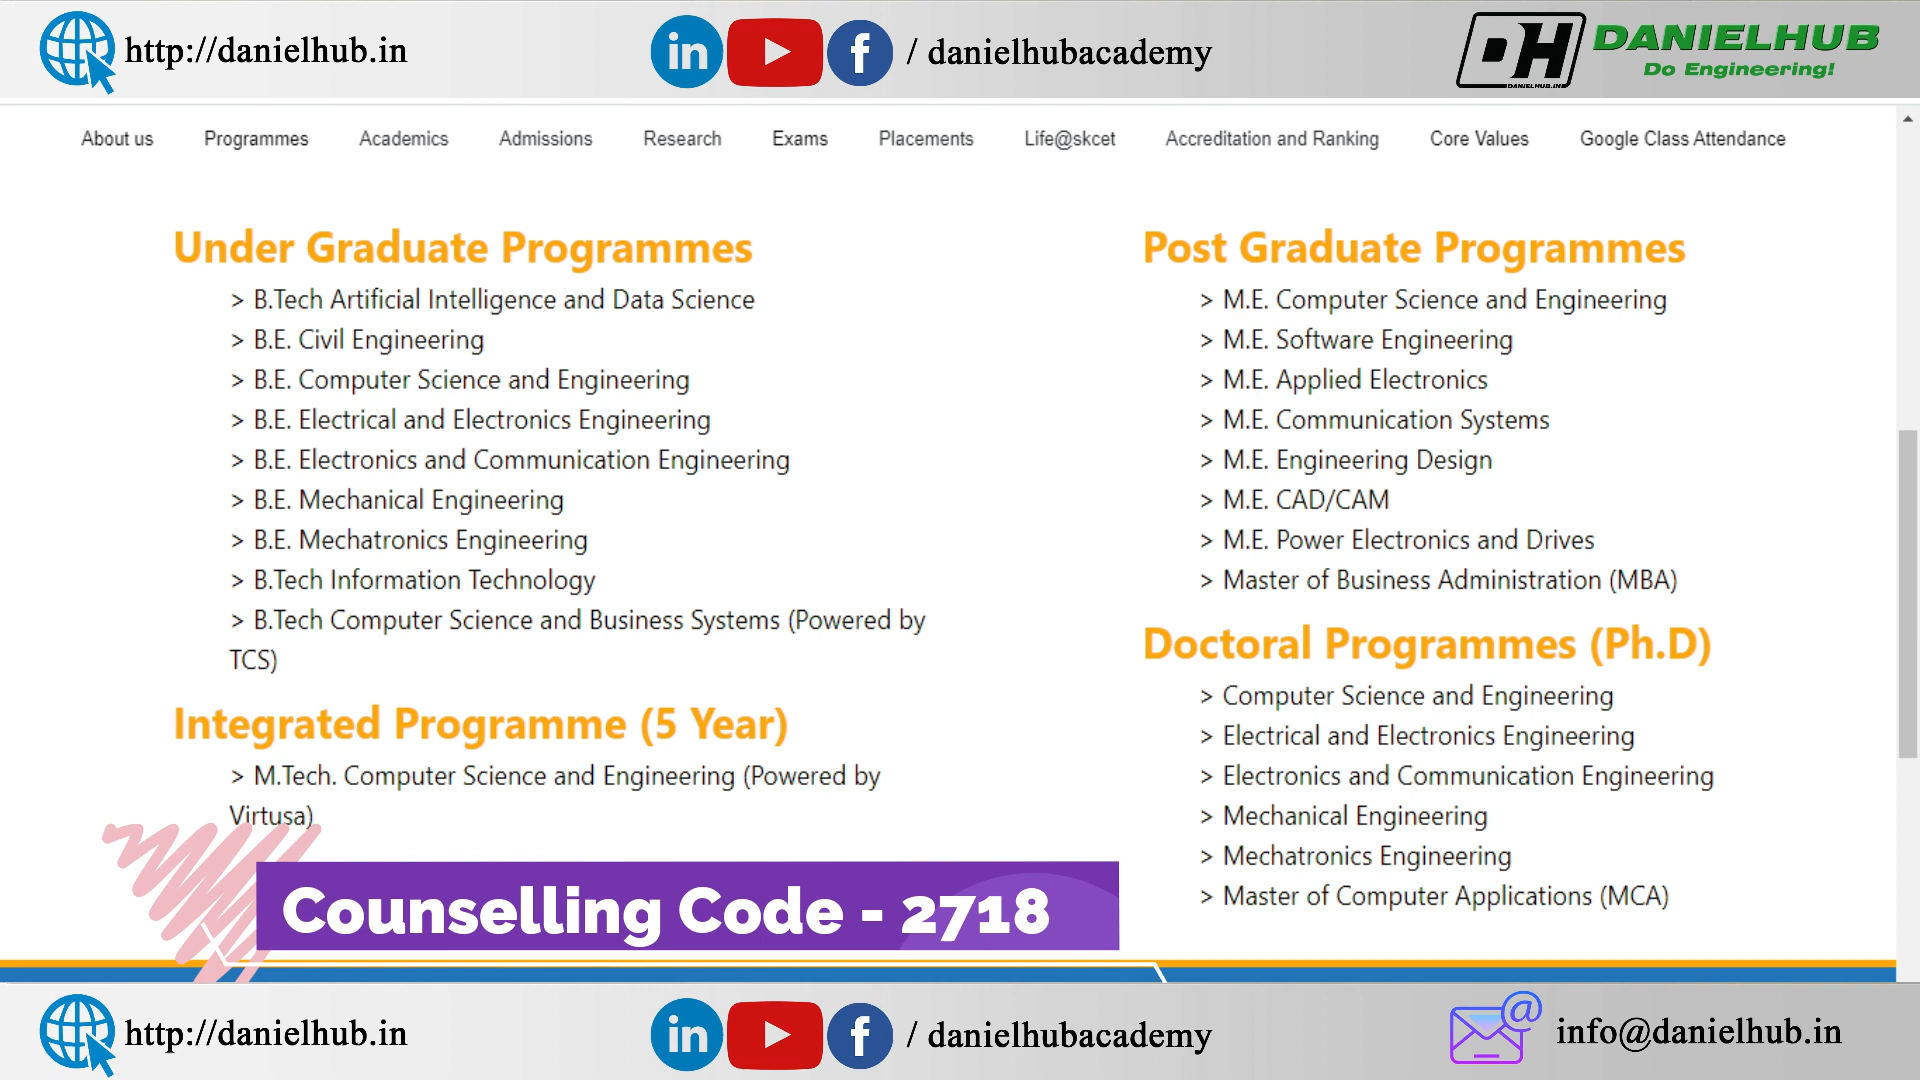 http://danielhub.in
in f / danielhubacademy
DH
DANIELHUB.IN
DANIELHUB
Do Engineering!
About us Programmes Academics Admissions Research Exams Placements Life@skcet Accreditation and Ranking Core Values Google Class Attendance
Under Graduate Programmes
> B.Tech Artificial Intelligence and Data Science
> B.E. Civil Engineering
> B.E. Computer Science and Engineering
> B.E. Electrical and Electronics Engineering
> B.E. Electronics and Communication Engineering
> B.E. Mechanical Engineering
> B.E. Mechatronics Engineering
> B.Tech Information Technology
> B.Tech Computer Science and Business Systems (Powered by
TCS)
Integrated Programme (5 Year)
> M.Tech. Computer Science and Engineering (Powered by
Virtusa)
Post Graduate Programmes
> M.E. Computer Science and Engineering
> M.E. Software Engineering
> M.E. Applied Electronics
> M.E. Communication Systems
> M.E. Engineering Design
> M.E. CAD/CAM
> M.E. Power Electronics and Drives
> Master of Business Administration (MBA)
Doctoral Programmes (Ph.D)
> Computer Science and Engineering
> Electrical and Electronics Engineering
> Electronics and Communication Engineering
> Mechanical Engineering
> Mechatronics Engineering
> Master of Computer Applications (MCA)
Counselling Code - 2718
http://danielhub.in
in f / danielhubacademy
@ info@danielhub.in